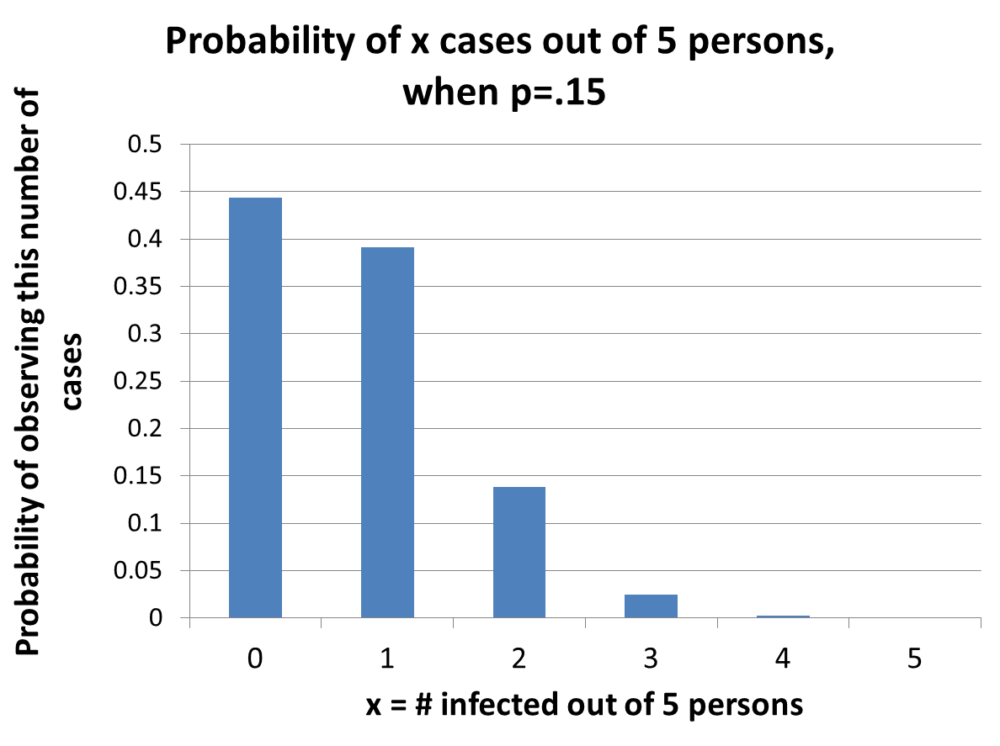 Probability of x cases out of 5 persons,
when p=.15
Probability of observing this number of
cases
0.5
0.45
0.4
0.35
0.3
0.25
0.2
0.15
0.1
0.05
0
0 1 2 3 4 5
x = # infected out of 5 persons